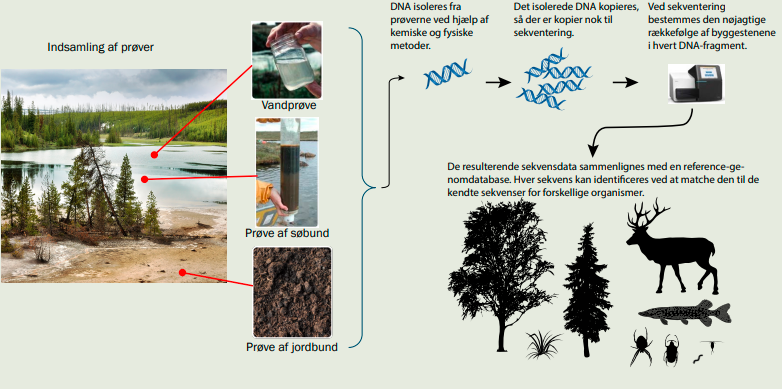 Indsamling af prøver
Vandprøve
Prøve af søbund
Prøve af jordbund
DNA isoleres fra
prøverne ved hjælp af
kemiske og fysiske
metoder.
Det isolerede DNA kopieres,
så der er kopier nok til
sekventering.
Ved sekventering
bestemmes den nøjagtige
rækkefølge af byggestenene
i hvert DNA-fragment.
De resulterende sekvensdata sammenlignes med en reference-ge-
nomdatabase. Hver sekvens kan identificeres ved at matche den til de
kendte sekvenser for forskellige organismer.